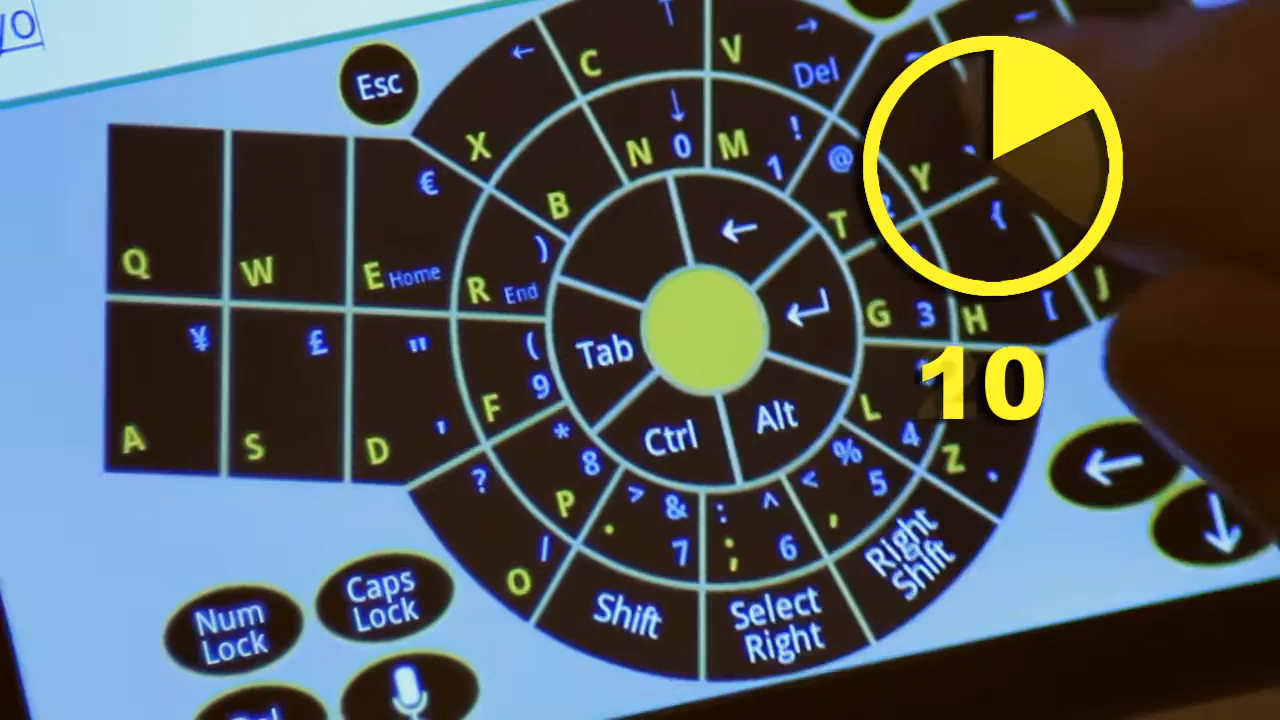 yo
Esc
←
C
↑
V
→
Del
X
B
N
↓
0
M
!
1
@
T
Y
Q
W
€
E Home
)
R End
←
↵
G
3
H
{
[
J
¥
A
£
S
"
'
D
(
9
F
Tab
Ctrl
Alt
L
4
10
Z
.
?
/
O
*
8
P
>
.
&
7
:
;
^
6
<
,
%
5
Shift
Select
Right
Right
Shift
←
↓
Num
Lock
Caps
Lock